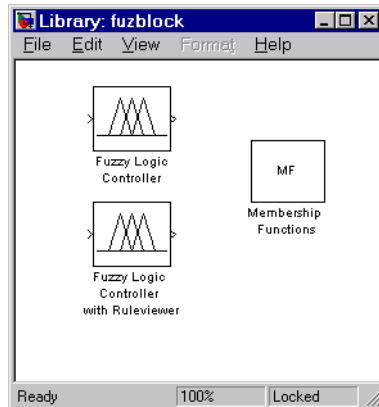 Library: fuzblock
File Edit View Format Help
Fuzzy Logic
Controller
MF
Membership
Functions
Fuzzy Logic
Controller
with Ruleviewer
Ready 100% Locked